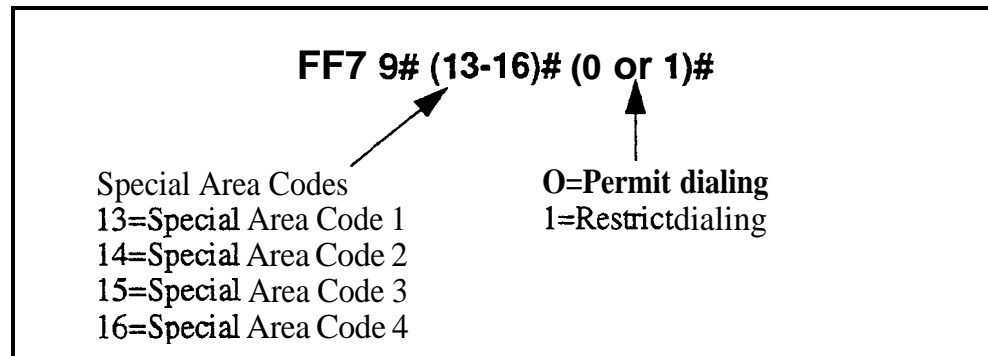 FF7 9# (13-16)# (0 or 1)#
Special Area Codes
13=Special Area Code 1
14=Special Area Code 2
15=Special Area Code 3
16=Special Area Code 4
O=Permit dialing
1=Restrictdialing